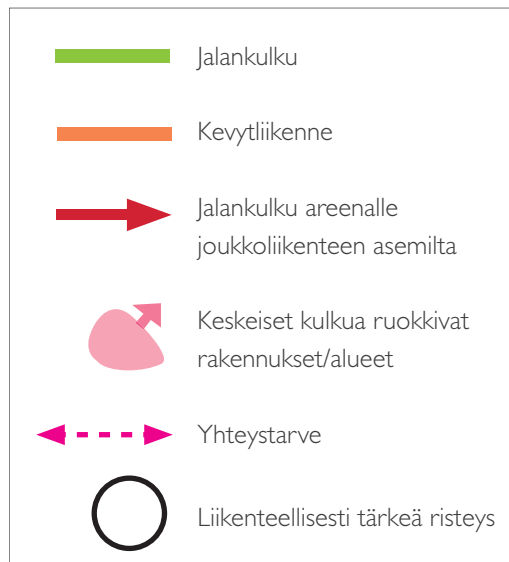 Jalankulku
Kevytliikenne
Jalankulku areenalle
joukkoliikenteen asemilta
Keskeiset kulkua ruokkivat
rakennukset/alueet
Yhteystarve
Liikenteellisesti tärkeä risteys